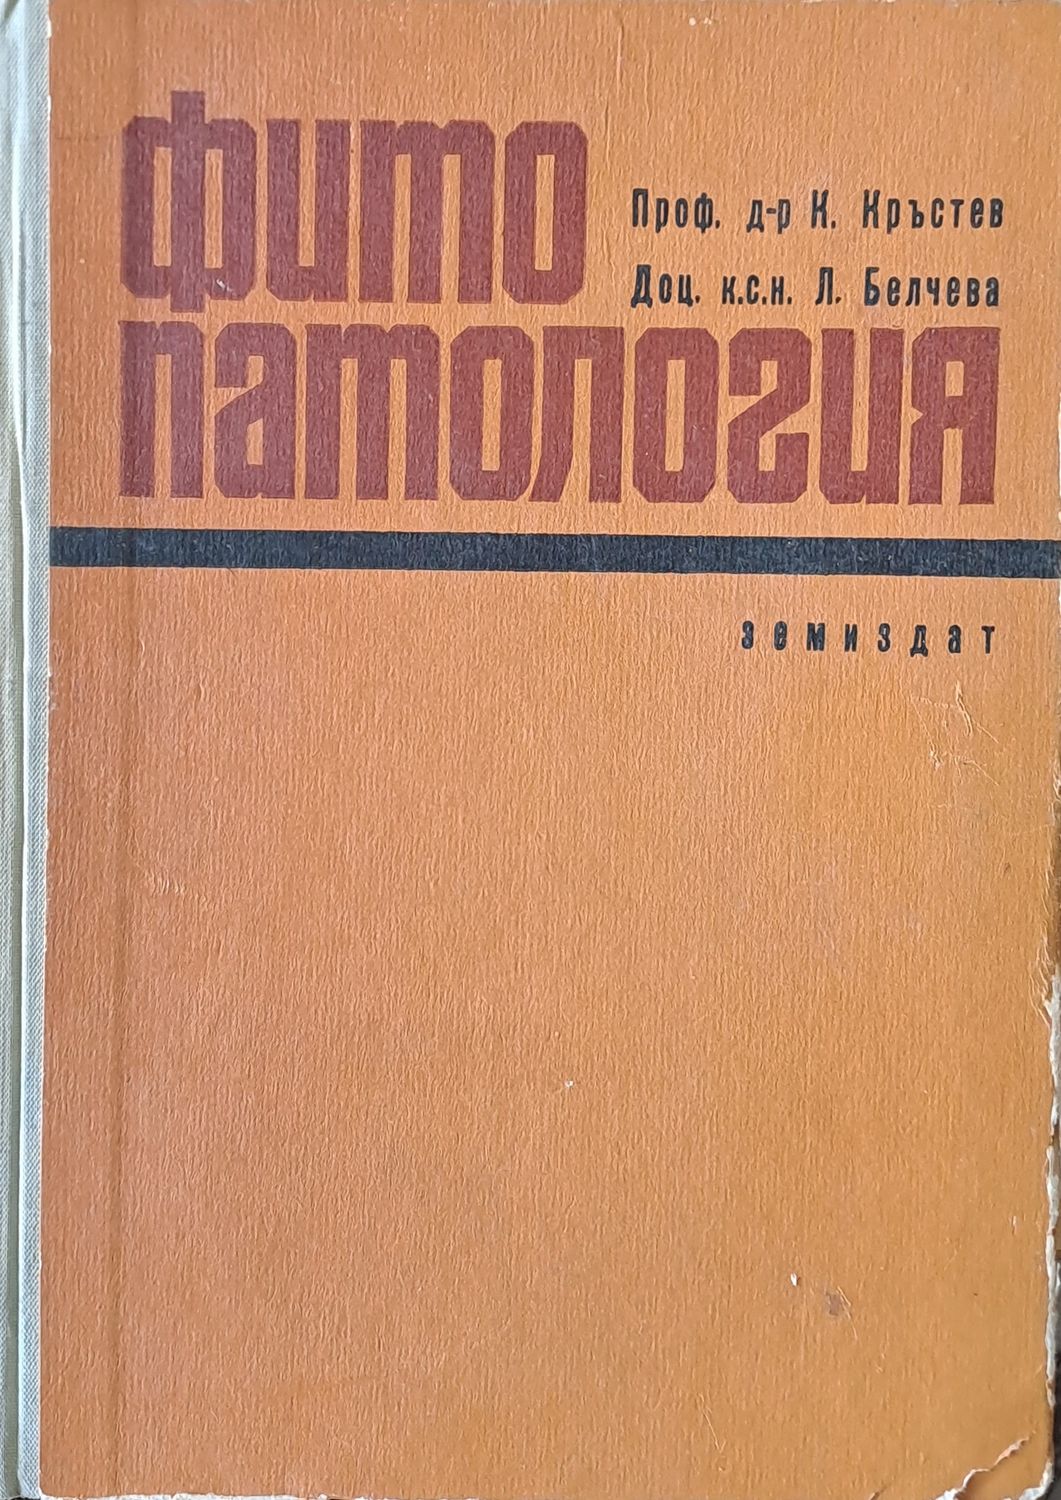 фито
Проф. д-р К. Кръстев
Доц. к.с.н. Л. Белчева
патология
земиздат